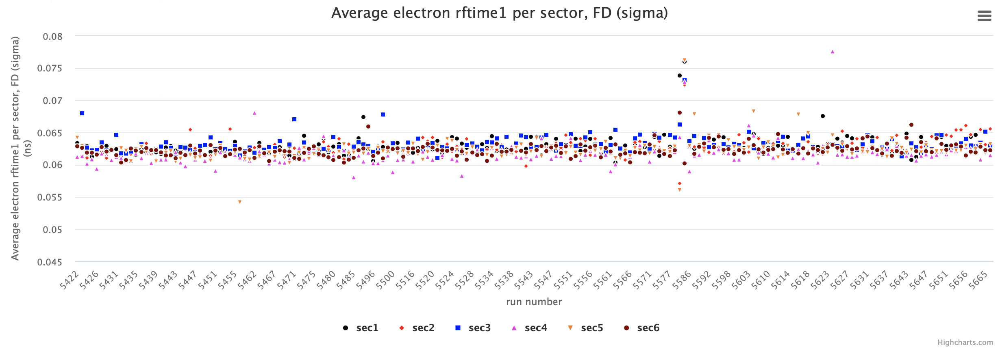 Average electron rftime1 per sector, FD (sigma)
Average electron rftime1 per sector, FD (sigma)
(ns)
0.08
0.075
0.07
0.065
0.06
0.055
0.05
0.045
5422 5426 5431 5435 5439 5443 5447 5451 5455 5462 5467 5471 5475 5480 5485 5496 5500 5516 5520 5524 5528 5534 5538 5543 5547 5551 5556 5561 5566 5571 5577 5586 5592 5598 5603 5610 5614 5618 5623 5627 5631 5637 5643 5647 5651 5656 5665
run number
sec1 sec2 sec3 sec4 sec5 sec6
Highcharts.com